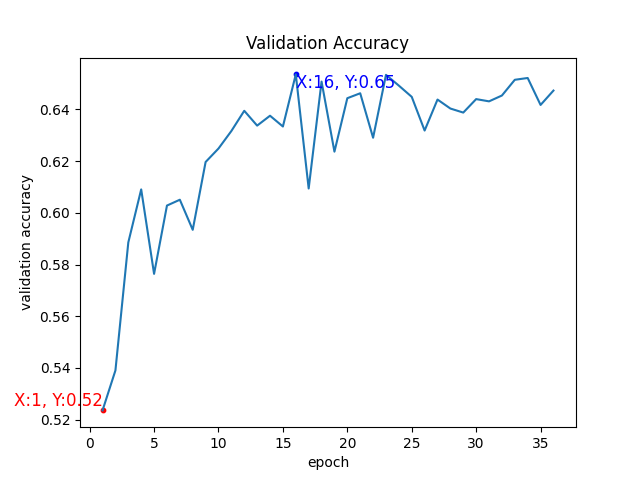 Validation Accuracy
X:16, Y:0.65
0.64
0.62
0.60
0.58
0.56
0.54
0.52
validation accuracy
X:1, Y:0.52
0 5 10 15 20 25 30 35
epoch